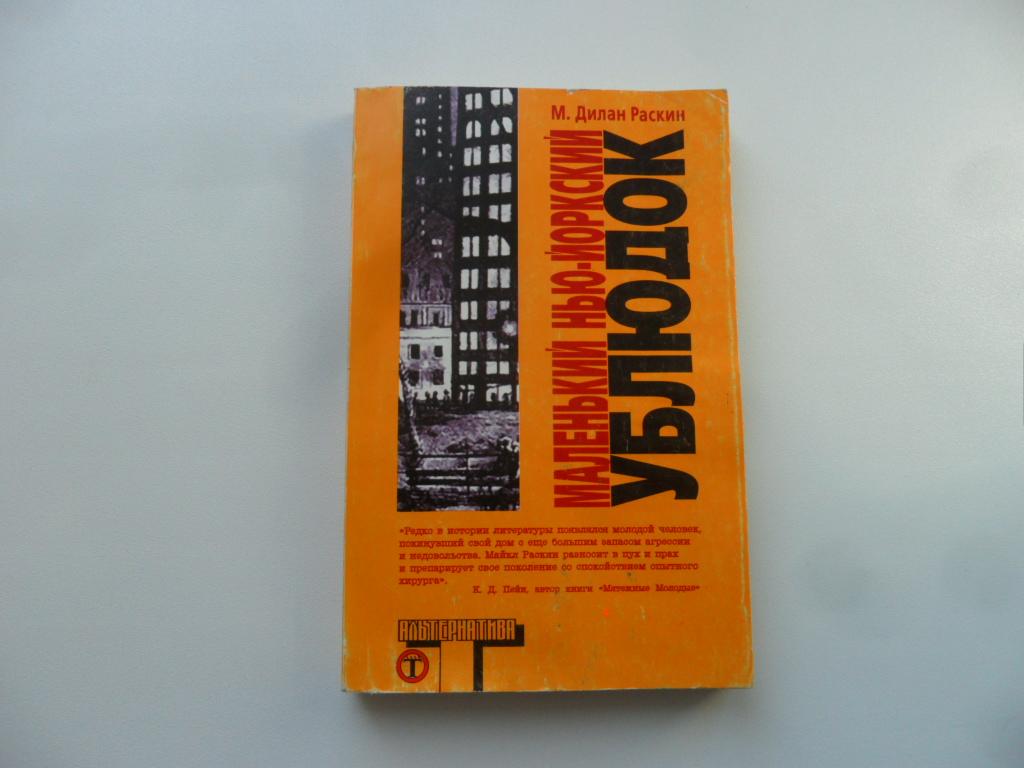 М. Дилан Раскин
МАЛЕНЬКИЙ НЬЮ-ЙОРКСКИЙ
УБЛЮДОК
«Редко в истории литературы появлялся молодой человек,
покинувший свой дом с еще большим запасом агрессии
и недовольства. Майкл Раскин разносит в пух и прах
и препарирует свое поколение со спокойствием опытного
хирурга».
К. Д. Пейн, автор книги «Мятежные Молодые»
АЛЬТЕРНАТИВА
Т